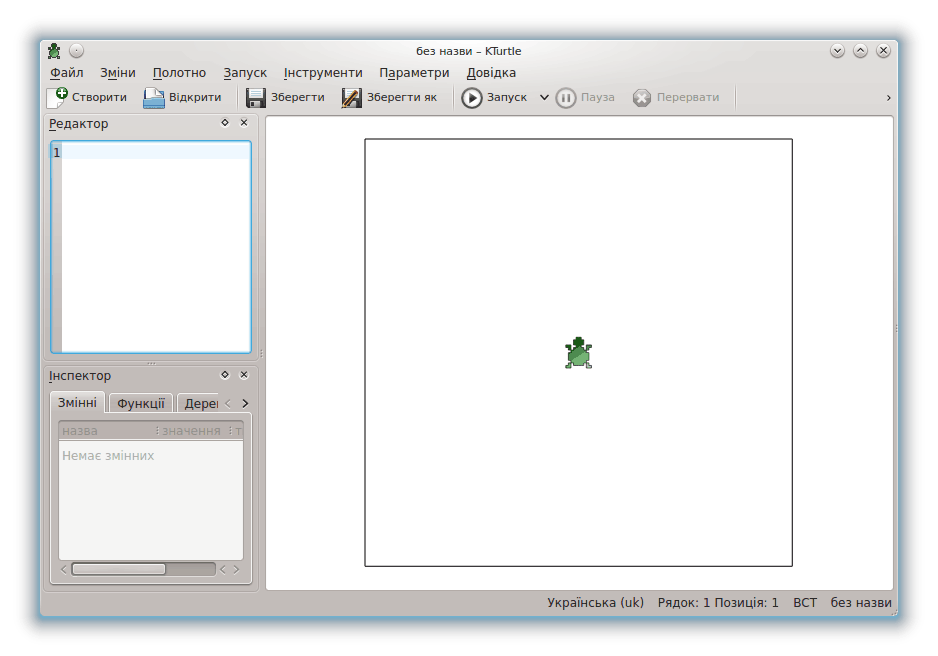 без назви – KTurtle
Файл Зміни Полотно Запуск Інструменти Параметри Довідка
Створити Відкрити Зберегти Зберегти як Запуск Пауза Перервати
Редактор
1
Інспектор
Змінні Функції Дере
назва значення т
Немає змінних
Українська (uk) Рядок: 1 Позиція: 1 ВСТ без назви